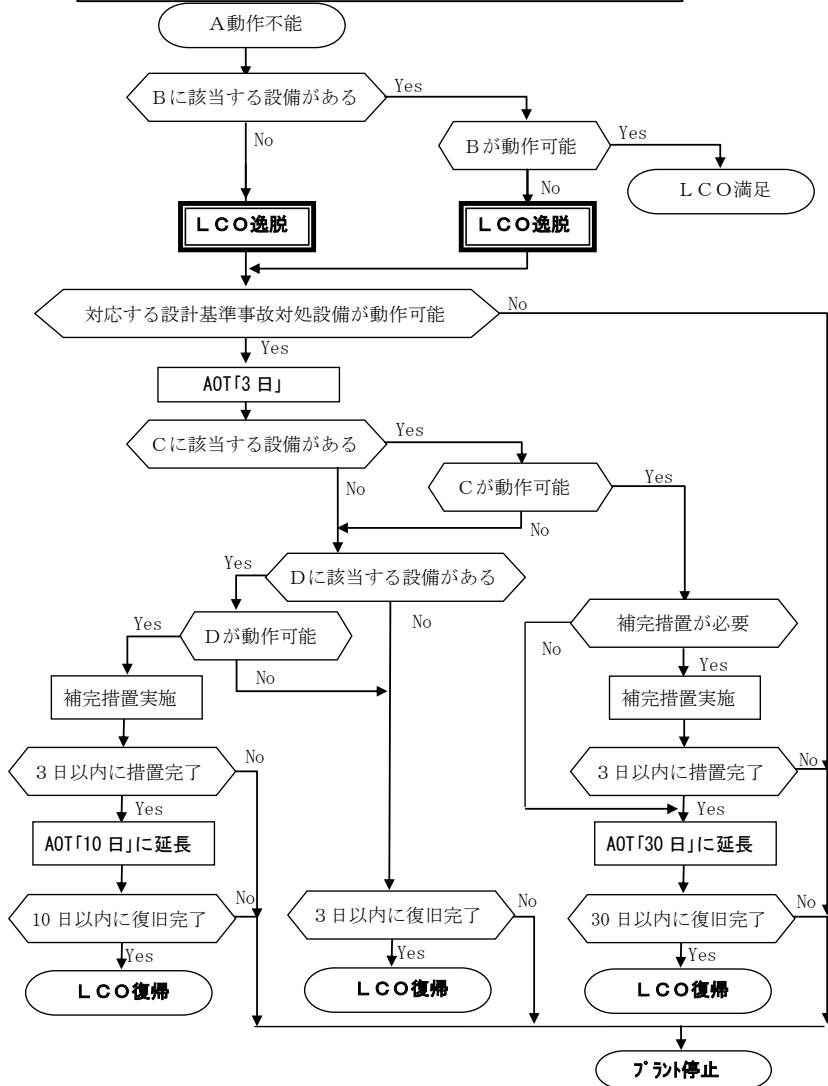 A動作不能
Bに該当する設備がある
Yes
No
Bが動作可能
Yes
No
LCO満足
LCO逸脱
LCO逸脱
対応する設計基準事故対処設備が動作可能
No
Yes
AOT「3 日」
Cに該当する設備がある
Yes
No
Cが動作可能
Yes
No
Dに該当する設備がある
Yes
No
Dが動作可能
Yes
No
補完措置が必要
No
Yes
補完措置実施
補完措置実施
3日以内に措置完了
No
Yes
3日以内に措置完了
No
Yes
AOT「10 日」に延長
AOT「30 日」に延長
10 日以内に復旧完了
No
Yes
3日以内に復旧完了
No
Yes
30 日以内に復旧完了
No
Yes
LCO復帰
LCO復帰
LCO復帰
プラント停止